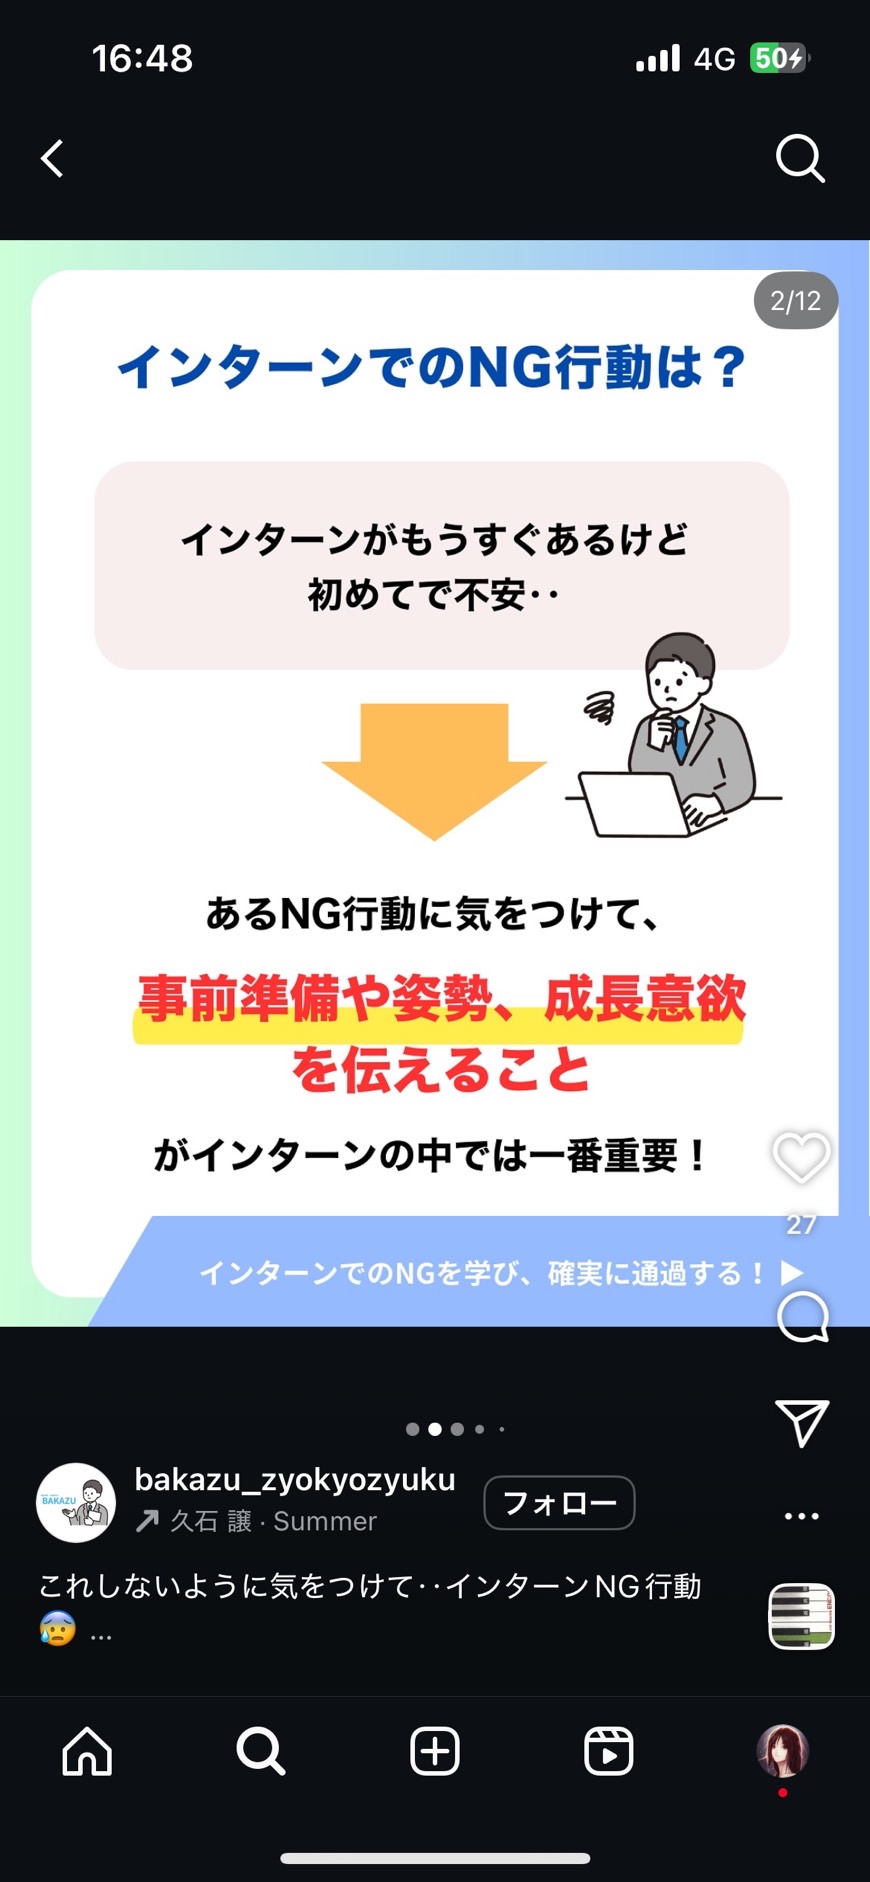 16:48
4G
50
2/12
インターンでのNG行動は？
インターンがもうすぐあるけど
初めてで不安‥
あるNG行動に気をつけて、
事前準備や姿勢、成長意欲
を伝えること
がインターンの中では一番重要！
27
インターンでのNGを学び、確実に通過する！▶
BAKAZU
bakazu_zyokyozyuku
フォロー
久石 譲 · Summer
これしないように気をつけて‥インターンNG行動
😰 ...